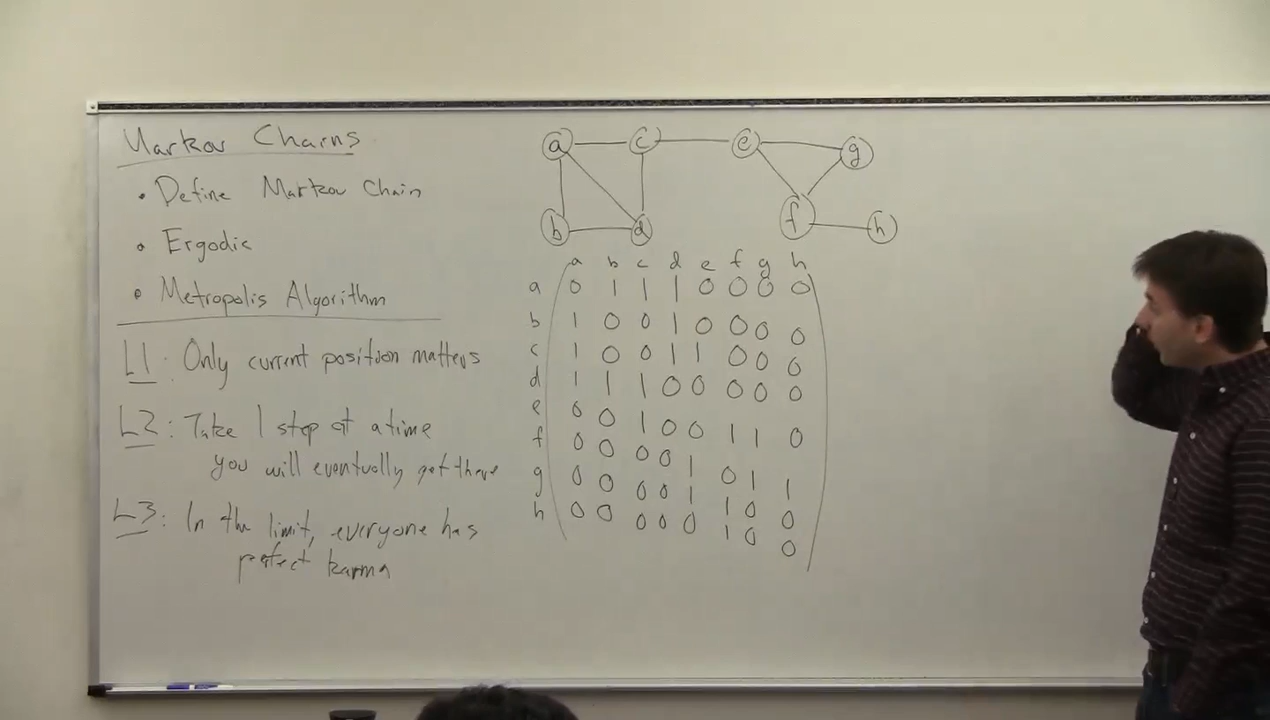 Markov Chains
• Define Markov Chain
• Ergodic
• Metropolis Algorithm
L1: Only current position matters
L2: Take 1 step at a time
you will eventually get there
L3: In the limit, everyone has
perfect karma
a c e g
b d f h
a b c d e f g h
a 0 1 1 1 0 0 0 0
b 1 0 0 1 0 0 0 0
c 1 0 0 1 1 0 0 0
d 1 1 1 0 0 0 0 0
e 0 0 1 0 0 1 1 0
f 0 0 0 0 1 0 1 1
g 0 0 0 0 1 1 0 0
h 0 0 0 0 0 1 0 0